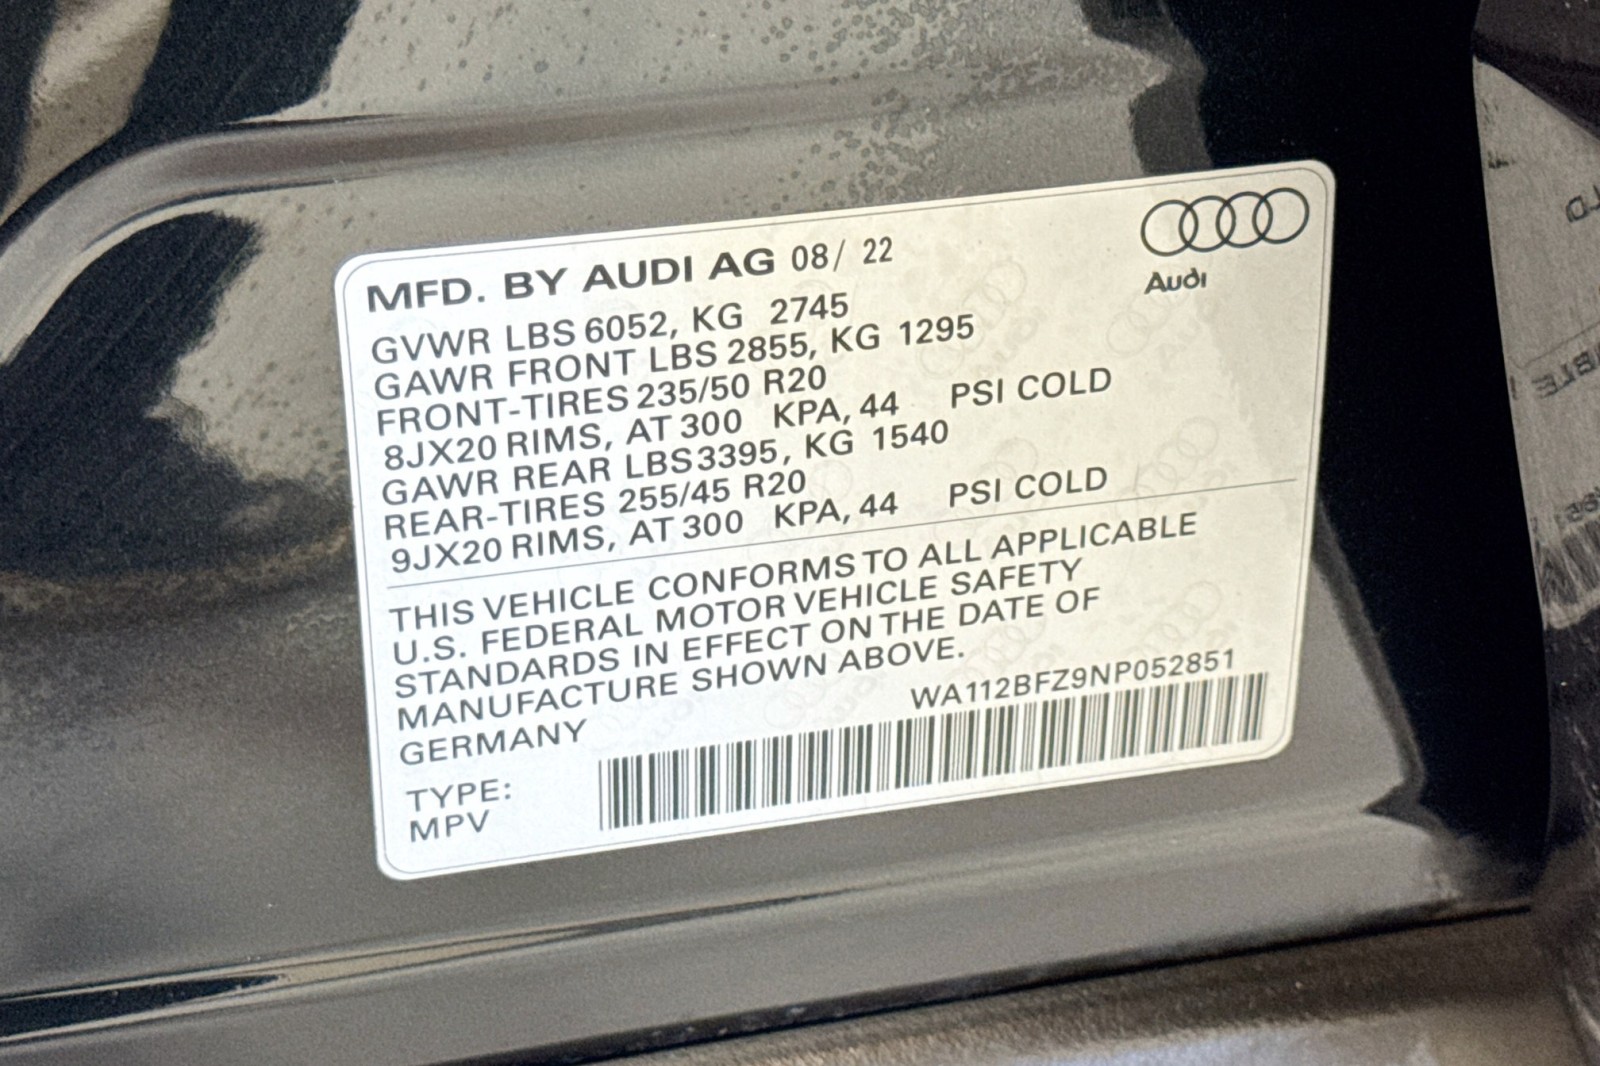 MFD. BY AUDI AG 08/ 22
Audi
GVWR LBS 6052, KG 2745
GAWR FRONT LBS 2855, KG 1295
FRONT-TIRES 235/50 R20
8JX20 RIMS, AT 300 KPA, 44 PSI COLD
GAWR REAR LBS 3395, KG 1540
REAR-TIRES 255/45 R20
9JX20 RIMS, AT 300 KPA, 44 PSI COLD
THIS VEHICLE CONFORMS TO ALL APPLICABLE
U.S. FEDERAL MOTOR VEHICLE SAFETY
STANDARDS IN EFFECT ON THE DATE OF
MANUFACTURE SHOWN ABOVE.
WA112BFZ9NP052851
GERMANY
TYPE:
MPV